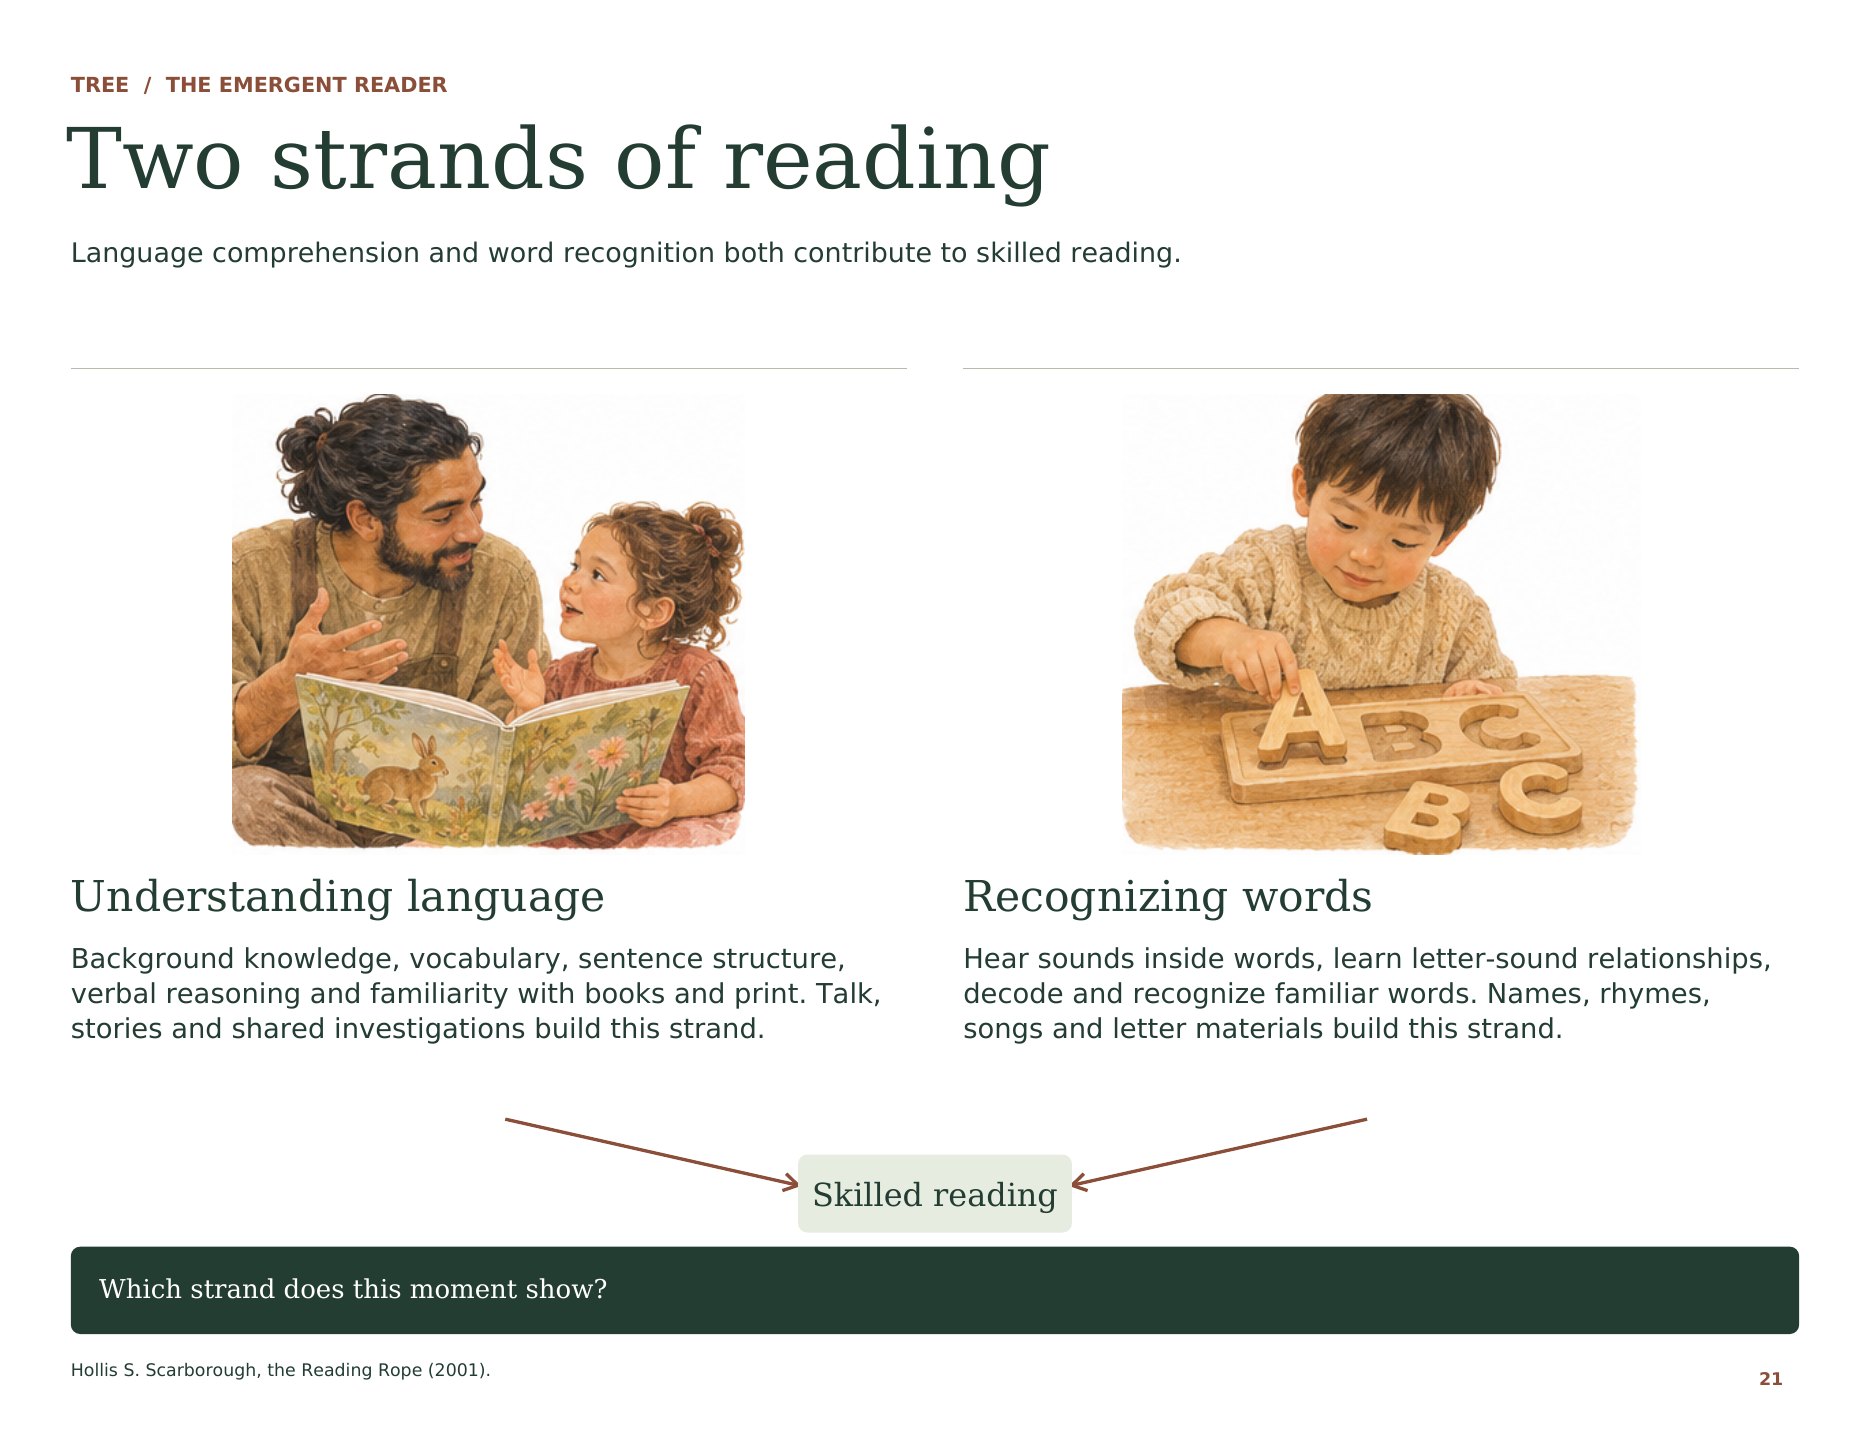 TREE / THE EMERGENT READER
Two strands of reading
Language comprehension and word recognition both contribute to skilled reading.
A B C
B C
Understanding language
Background knowledge, vocabulary, sentence structure,
verbal reasoning and familiarity with books and print. Talk,
stories and shared investigations build this strand.
Recognizing words
Hear sounds inside words, learn letter-sound relationships,
decode and recognize familiar words. Names, rhymes,
songs and letter materials build this strand.
Skilled reading
Which strand does this moment show?
Hollis S. Scarborough, the Reading Rope (2001).
21